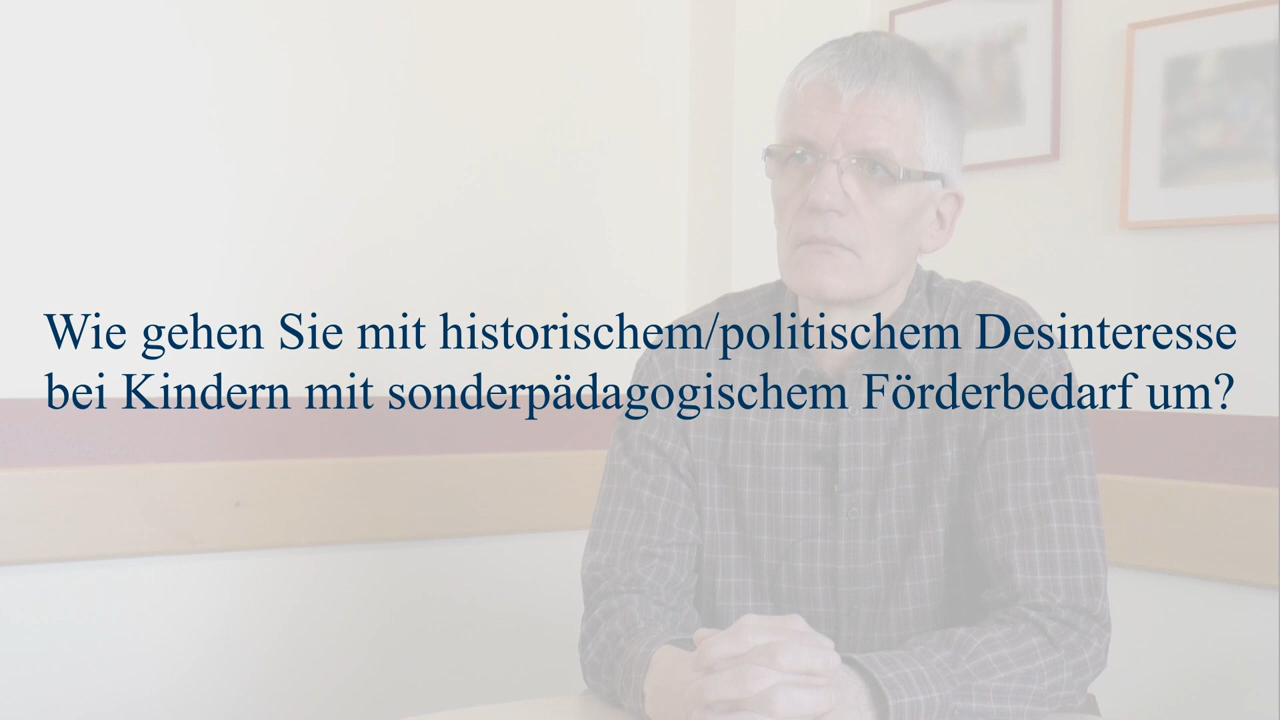 Wie gehen Sie mit historischem/politischem Desinteresse
bei Kindern mit sonderpädagogischem Förderbedarf um?